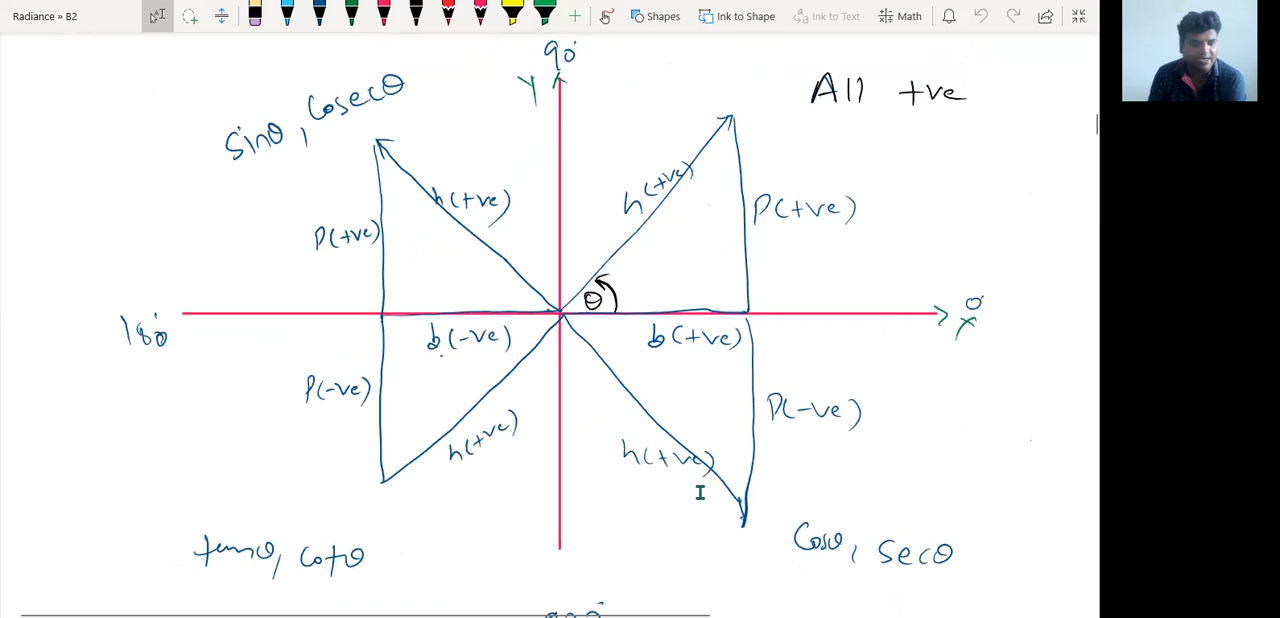 Radiance » B2
Shapes
Ink to Shape
Ink to Text
Math
90°
Y
All +ve
sinθ, cosecθ
h(+ve)
h(+ve)
P(+ve)
P(+ve)
θ
0°
X
180°
b(-ve)
b(+ve)
P(-ve)
P(-ve)
h(+ve)
h(+ve)
tanθ, cotθ
Cosθ, Secθ